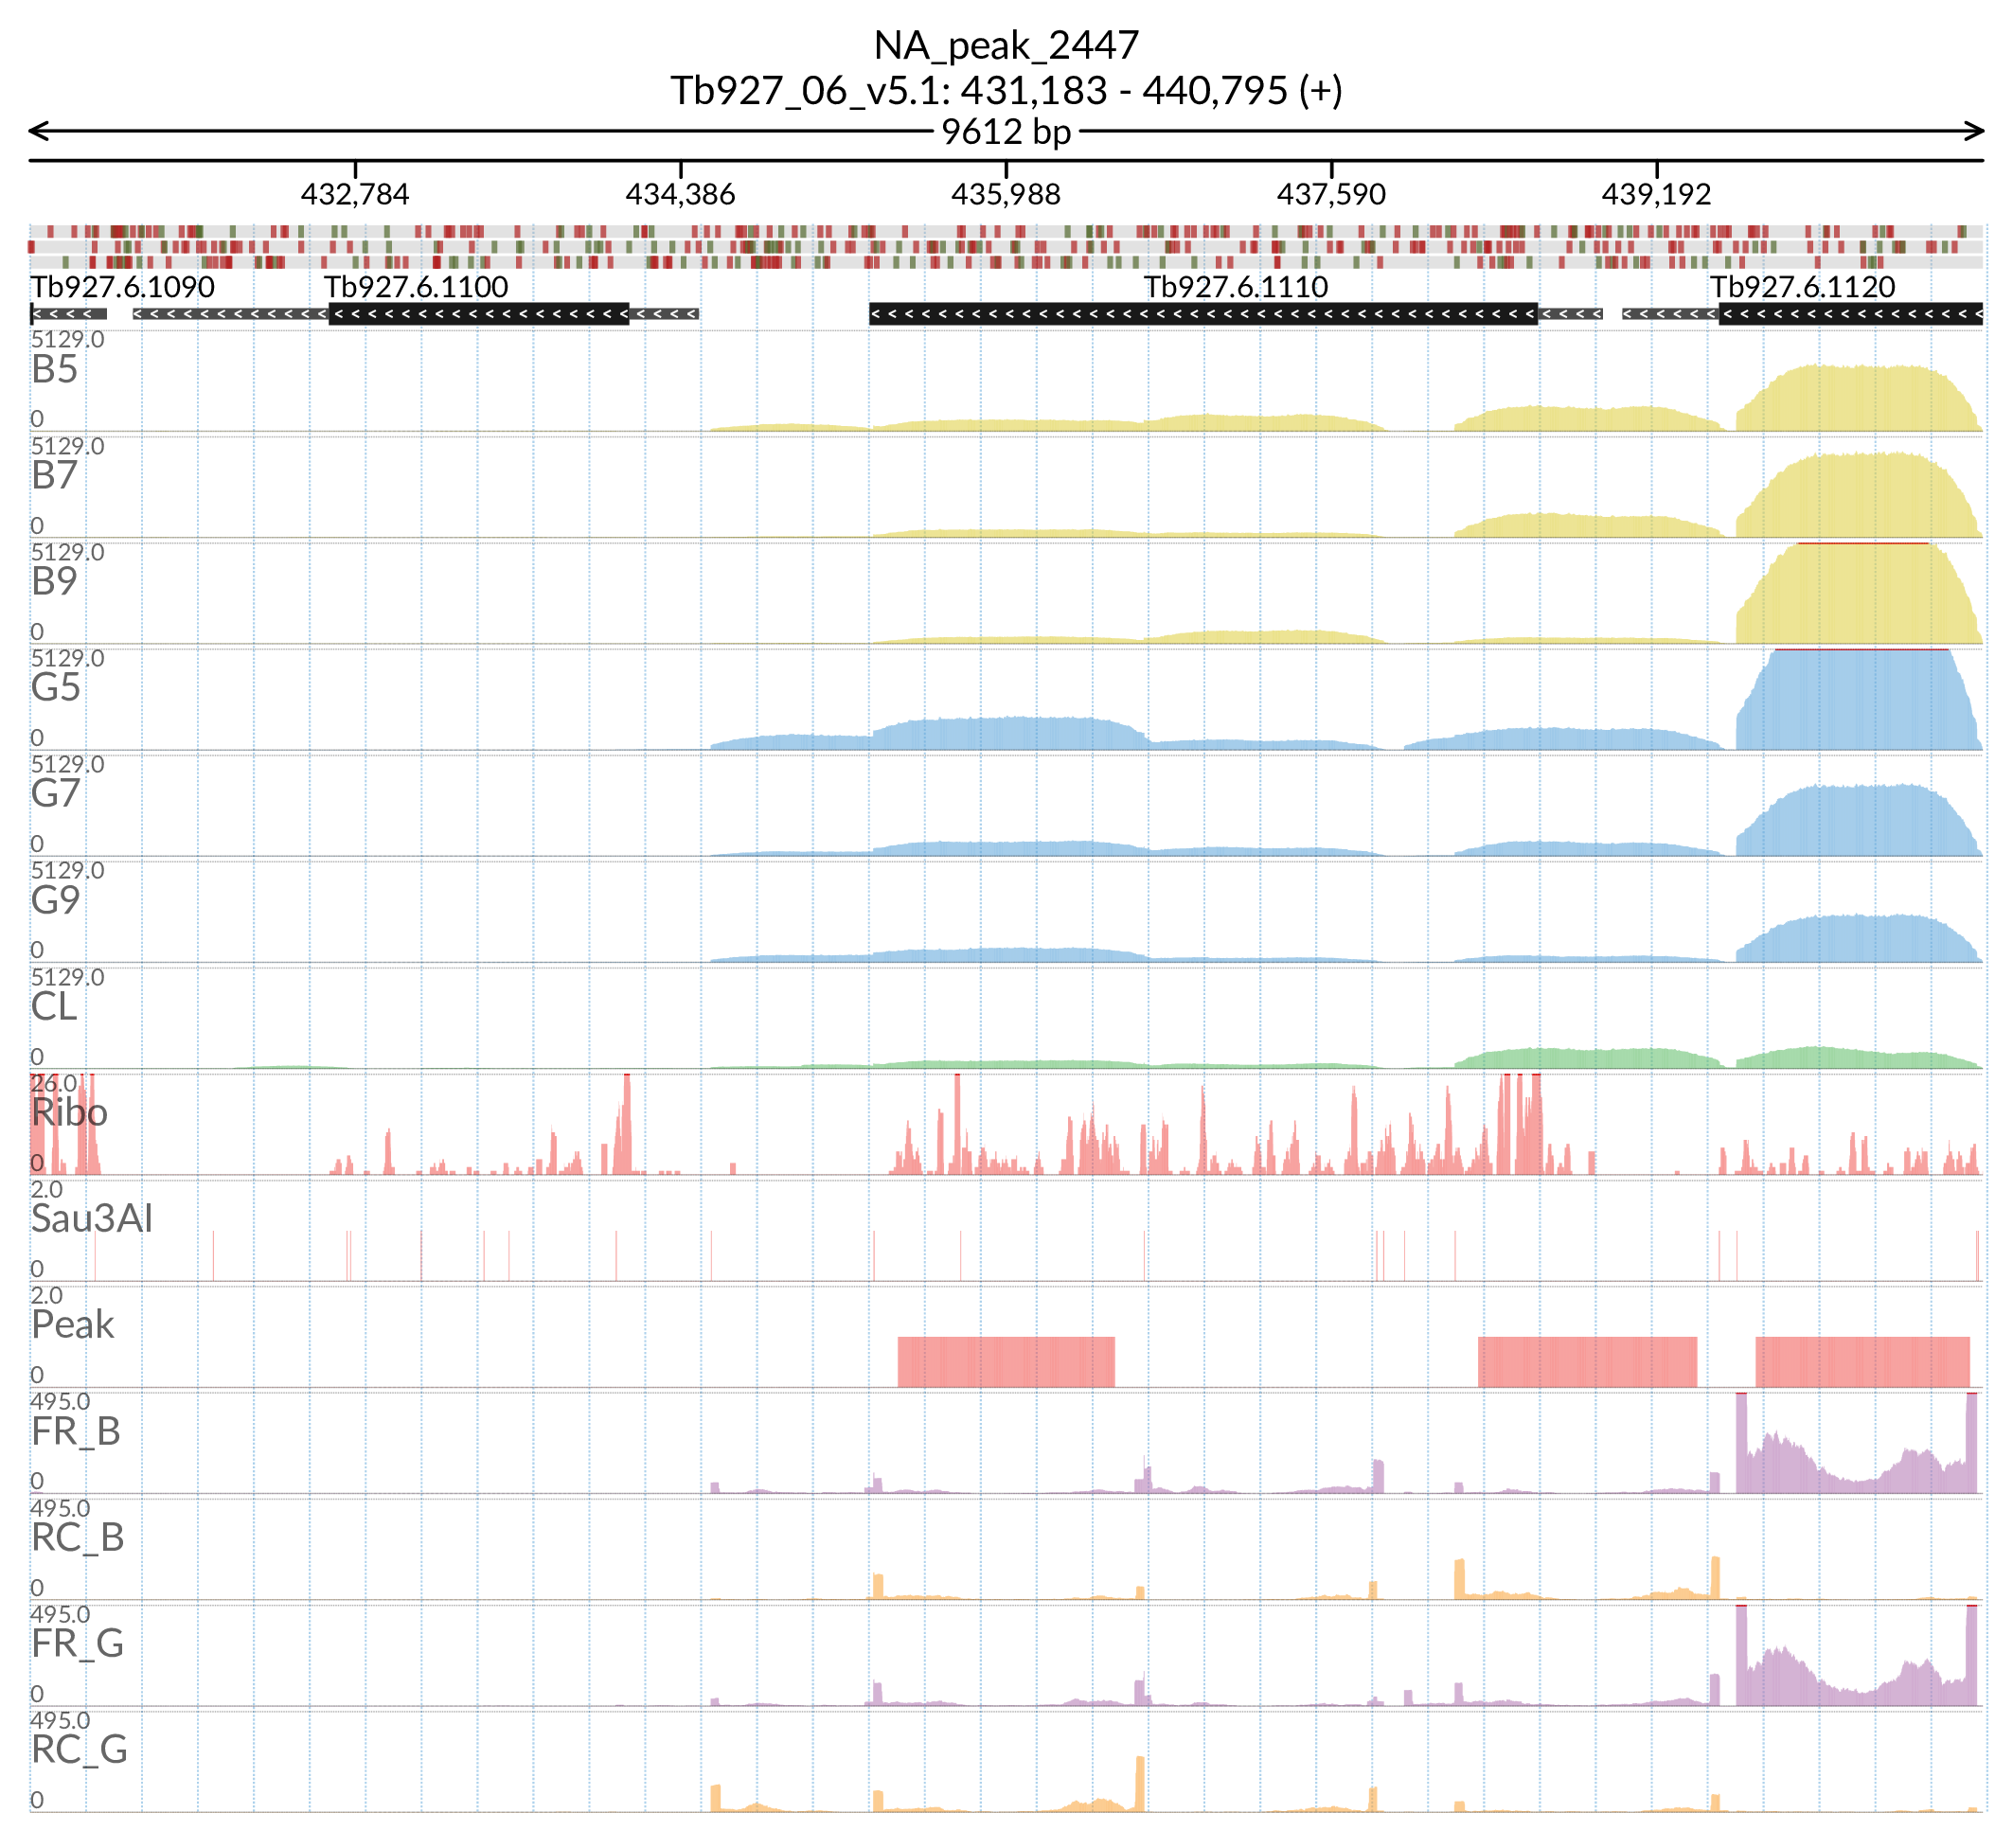 NA_peak_2447
Tb927_06_v5.1: 431,183 - 440,795 (+)
9612 bp
432,784 434,386 435,988 437,590 439,192
Tb927.6.1090 Tb927.6.1100 Tb927.6.1110 Tb927.6.1120
5129.0
B5
0
5129.0
B7
0
5129.0
B9
0
5129.0
G5
0
5129.0
G7
0
5129.0
G9
0
5129.0
CL
0
26.0
Ribo
0
2.0
Sau3AI
0
2.0
Peak
0
495.0
FR_B
0
495.0
RC_B
0
495.0
FR_G
0
495.0
RC_G
0